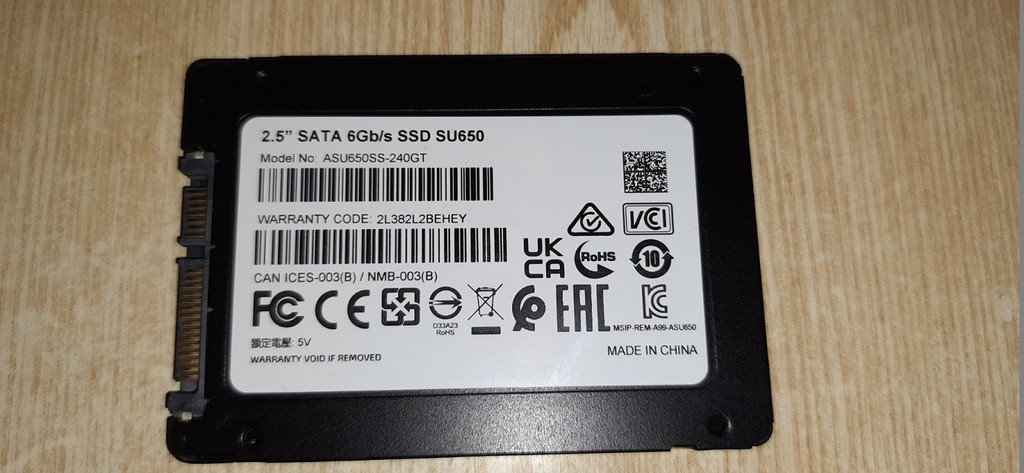 2.5” SATA 6Gb/s SSD SU650
Model No: ASU650SS-240GT
WARRANTY CODE: 2L382L2BEHEY
CAN ICES-003(B) / NMB-003(B)
UK
CA
RoHS
VCI
10
FC CE
D33A23
RoHS
EAC
MSIP-REM-A99-ASU650
額定電壓: 5V
WARRANTY VOID IF REMOVED
MADE IN CHINA